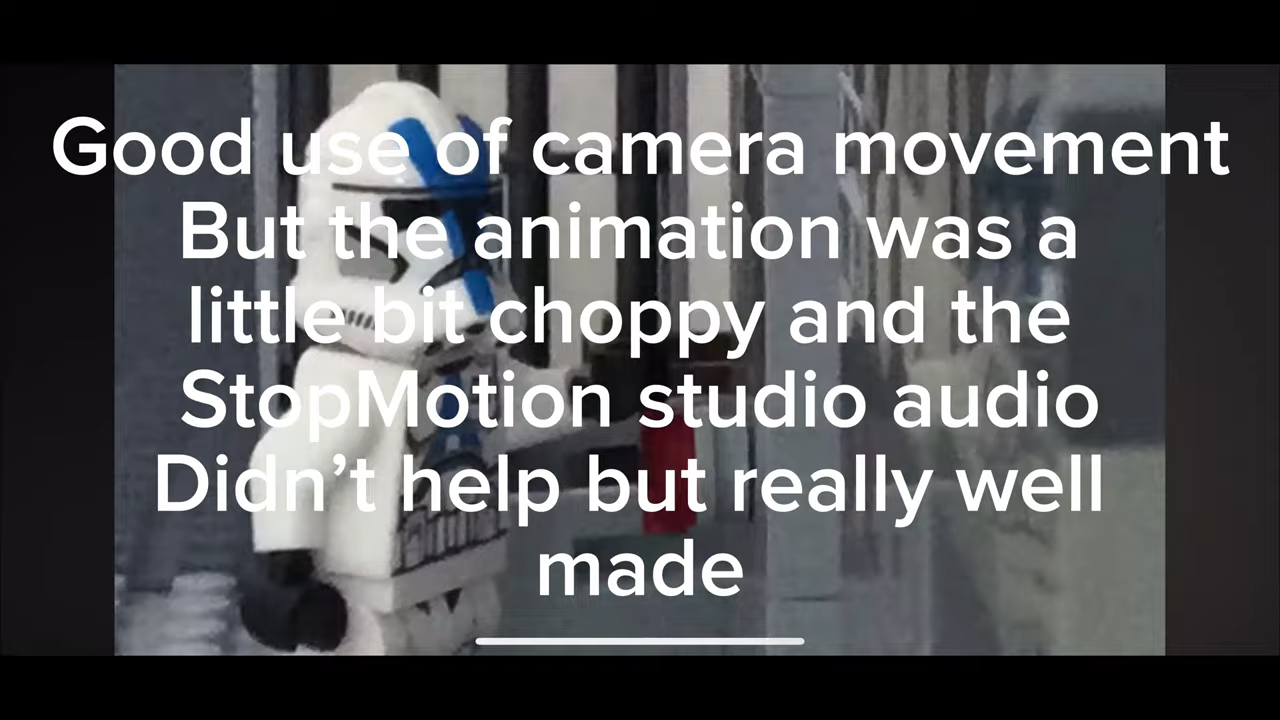 Good use of camera movement
But the animation was a
little bit choppy and the
StopMotion studio audio
Didn’t help but really well
made